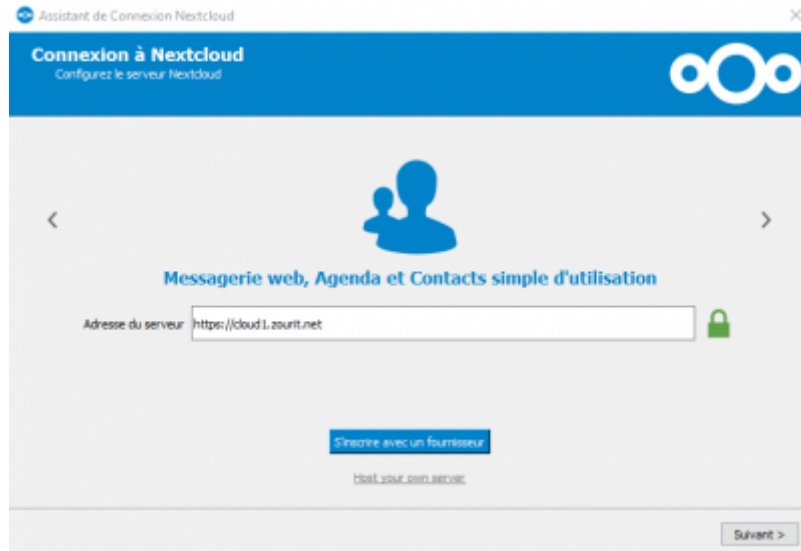 Assistant de Connexion Nextcloud
Connexion à Nextcloud
Configurez le serveur Nextcloud
Messagerie web, Agenda et Contacts simple d'utilisation
Adresse du serveur https://cloud1.zourit.net
S'inscrire avec un fournisseur
Host your own server
Suivant >